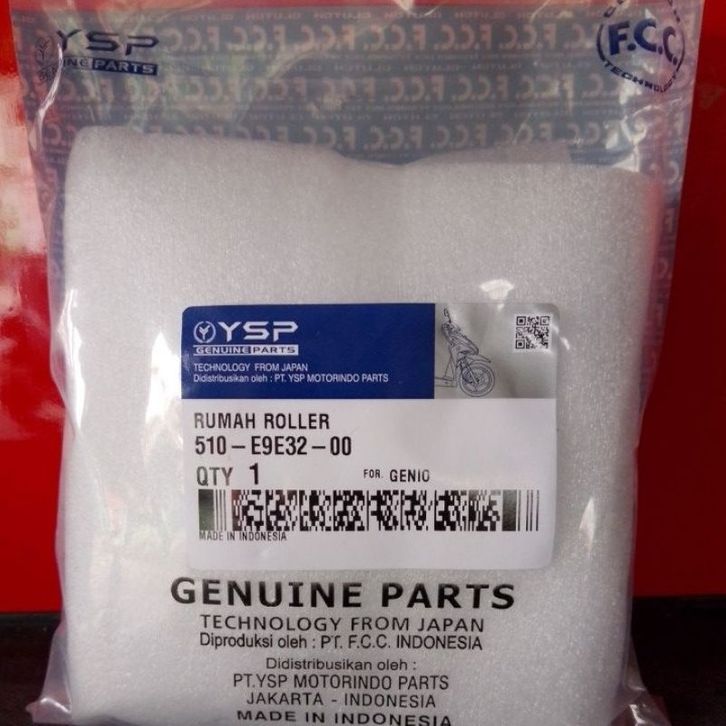 YSP
GENUINE PARTS
F.C.C.
TECHNOLOGY
YSP
GENUINE PARTS
TECHNOLOGY FROM JAPAN
Didistribusikan oleh : PT. YSP MOTORINDO PARTS
RUMAH ROLLER
510-E9E32-00
QTY 1 FOR. GENIO
MADE IN INDONESIA
GENUINE PARTS
TECHNOLOGY FROM JAPAN
Diproduksi oleh : PT. F.C.C. INDONESIA
Didistribusikan oleh :
PT.YSP MOTORINDO PARTS
JAKARTA - INDONESIA
MADE IN INDONESIA